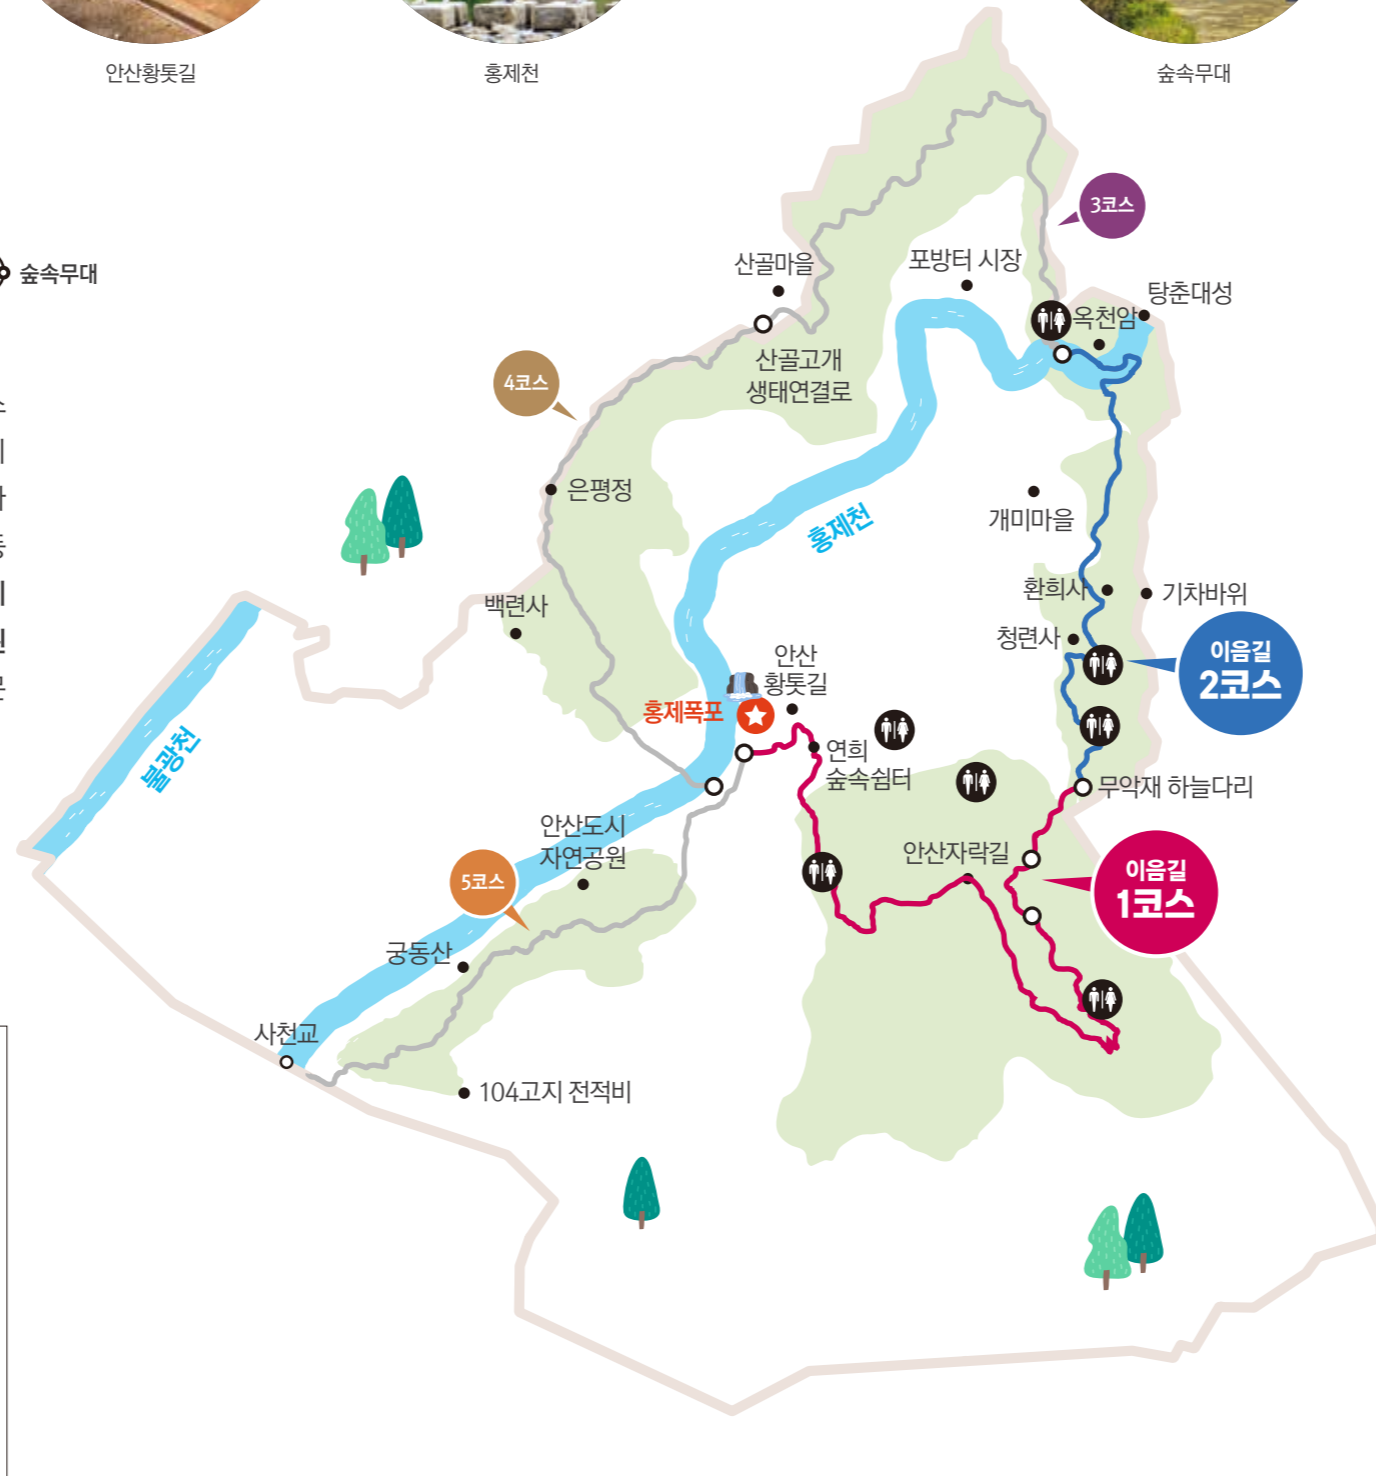 안산황톳길
홍제천
숲속무대
숲속무대
3코스
산골마을
포방터 시장
탕춘대성
옥천암
산골고개
생태연결로
4코스
은평정
개미마을
홍제천
환희사
기차바위
백련사
청련사
이음길
2코스
안산
황톳길
홍제폭포
불광천
연희
숲속쉼터
무악재 하늘다리
안산도시
자연공원
안산자락길
5코스
이음길
1코스
궁동산
사천교
104고지 전적비